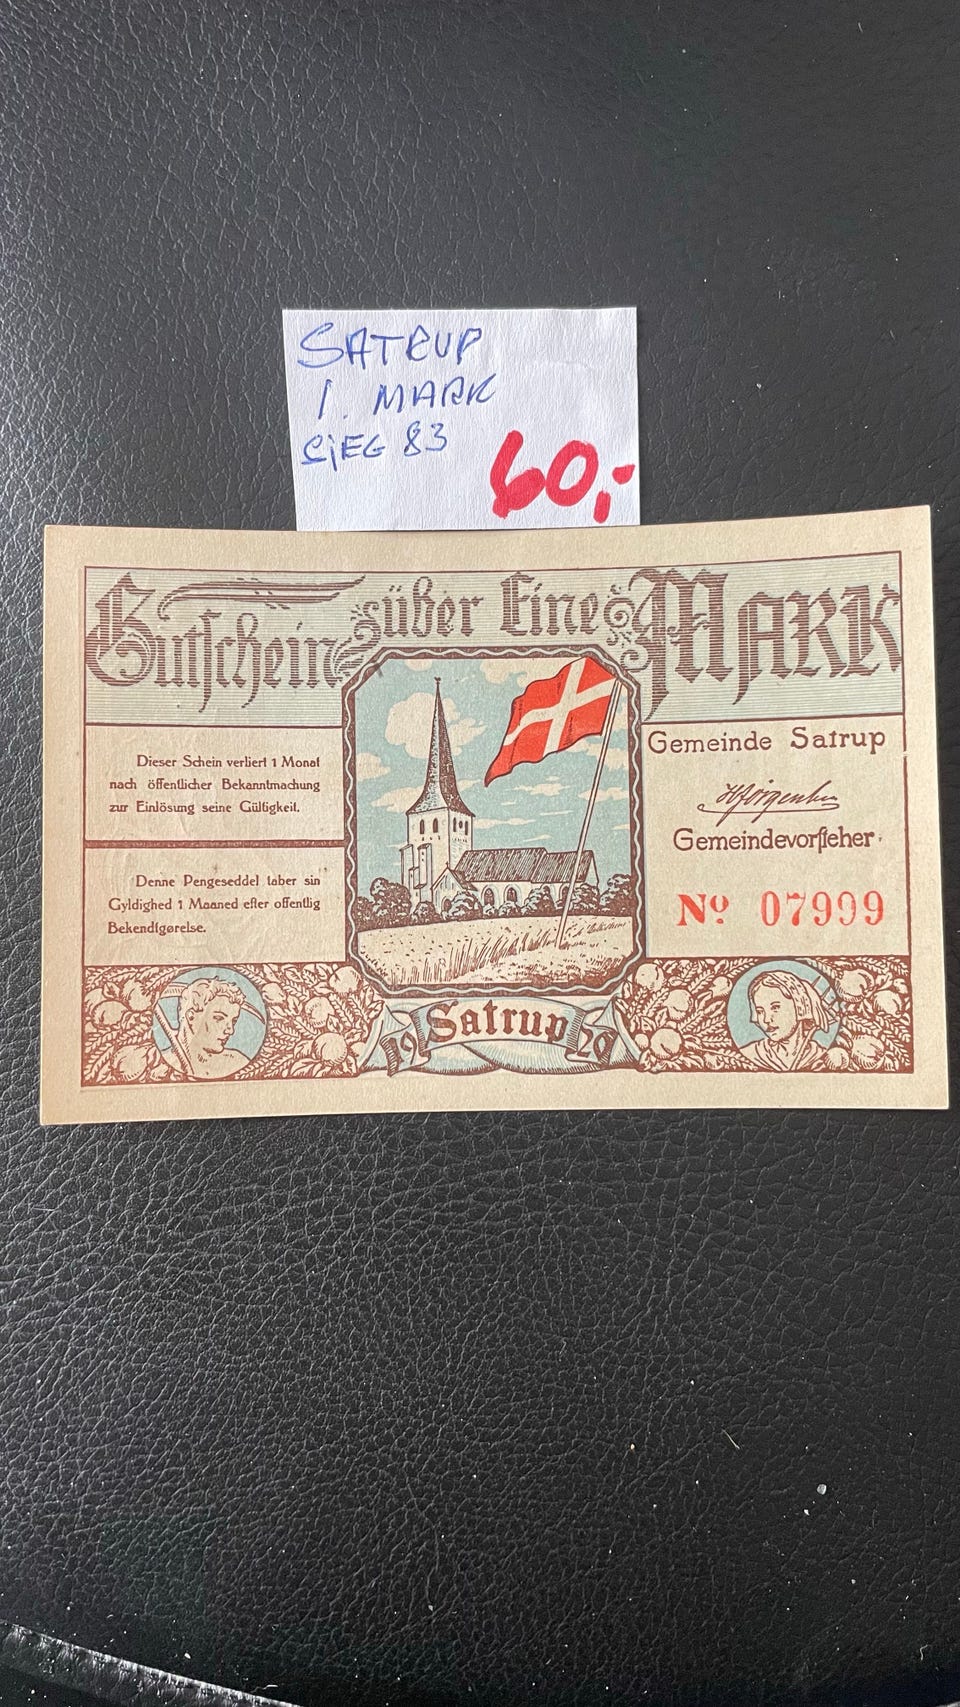 SATRUP
1. MARK
SIEG 83
60,-
Gutschein über Eine MARK
Dieser Schein verliert 1 Monat
nach öffentlicher Bekanntmachung
zur Einlösung seine Gültigkeit.
Denne Pengeseddel taber sin
Gyldighed 1 Maaned efter offentlig
Bekendtgørelse.
Gemeinde Satrup
HJörgensen
Gemeindevorsteher.
No 07999
19 Satrup 20